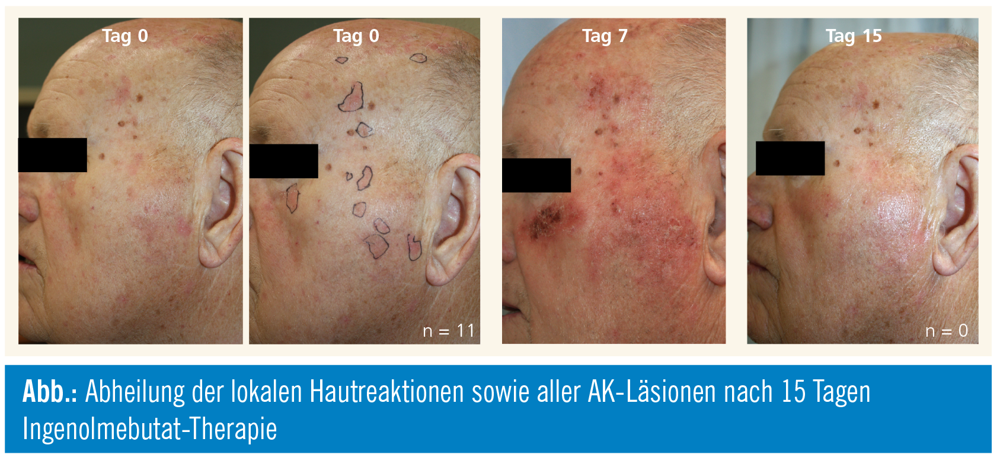 Tag 0
Tag 0
Tag 7
Tag 15
n = 11
n = 0
Abb.: Abheilung der lokalen Hautreaktionen sowie aller AK-Läsionen nach 15 Tagen
Ingenolmebutat-Therapie